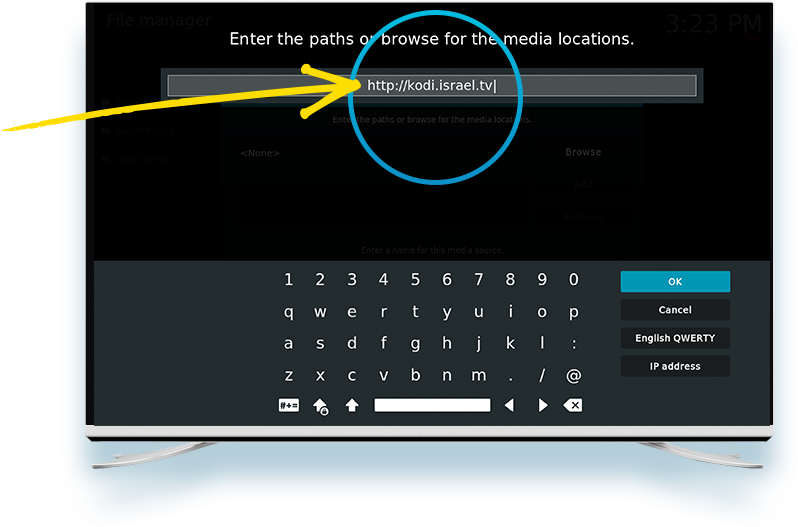 File manager
3:23 PM
Enter the paths or browse for the media locations.
http://kodi.israel.tv
Enter the paths or browse for the media locations.
<None>
Browse
Add
Remove
Enter a name for this media source.
1 2 3 4 5 6 7 8 9 0
OK
q w e r t y u i o p
Cancel
a s d f g h j k l :
English QWERTY
z x c v b n m . / @
IP address
#+=